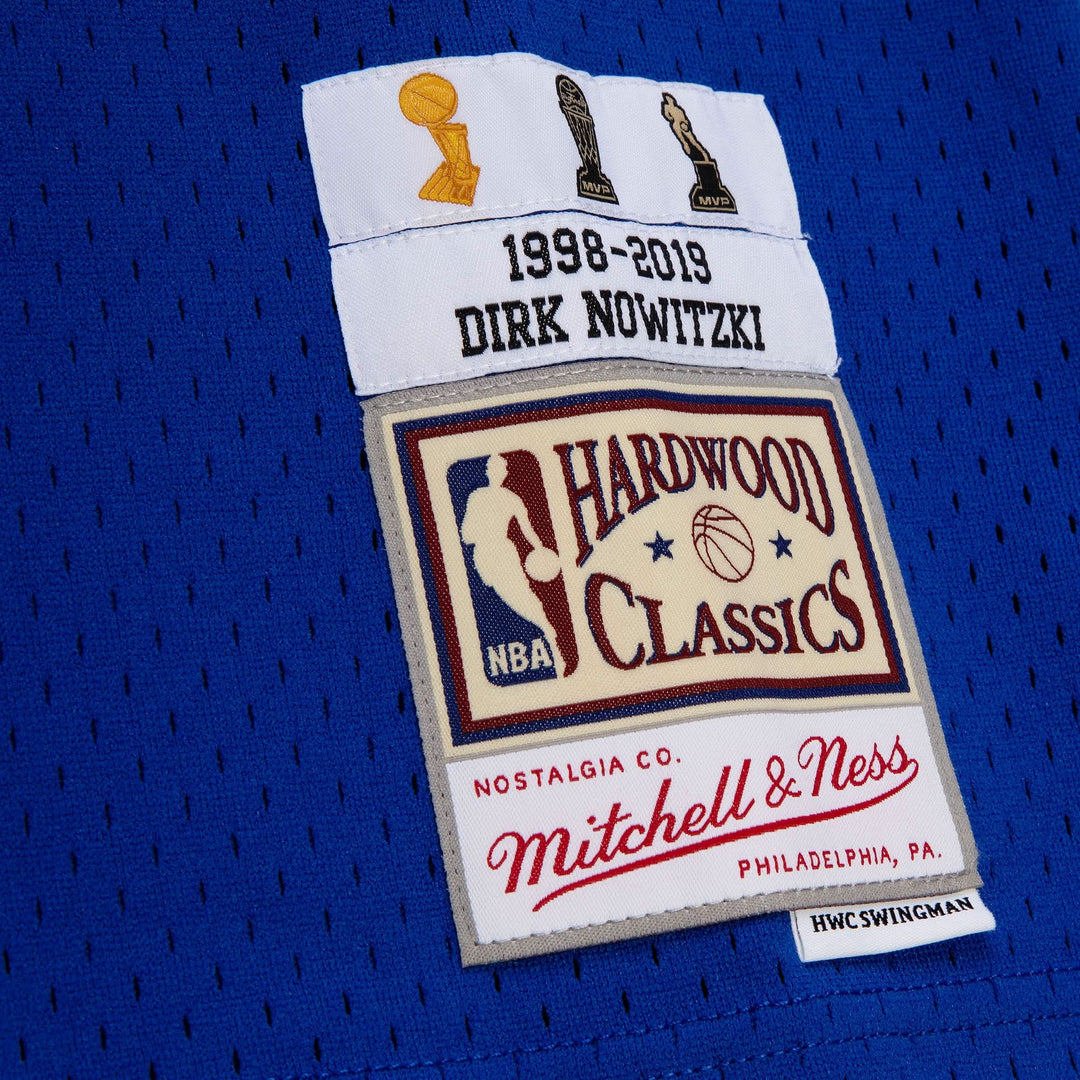 MVP MVP
1998-2019
DIRK NOWITZKI
NBA
HARDWOOD
CLASSICS
NOSTALGIA CO.
Mitchell & Ness
PHILADELPHIA, PA.
HWC SWINGMAN